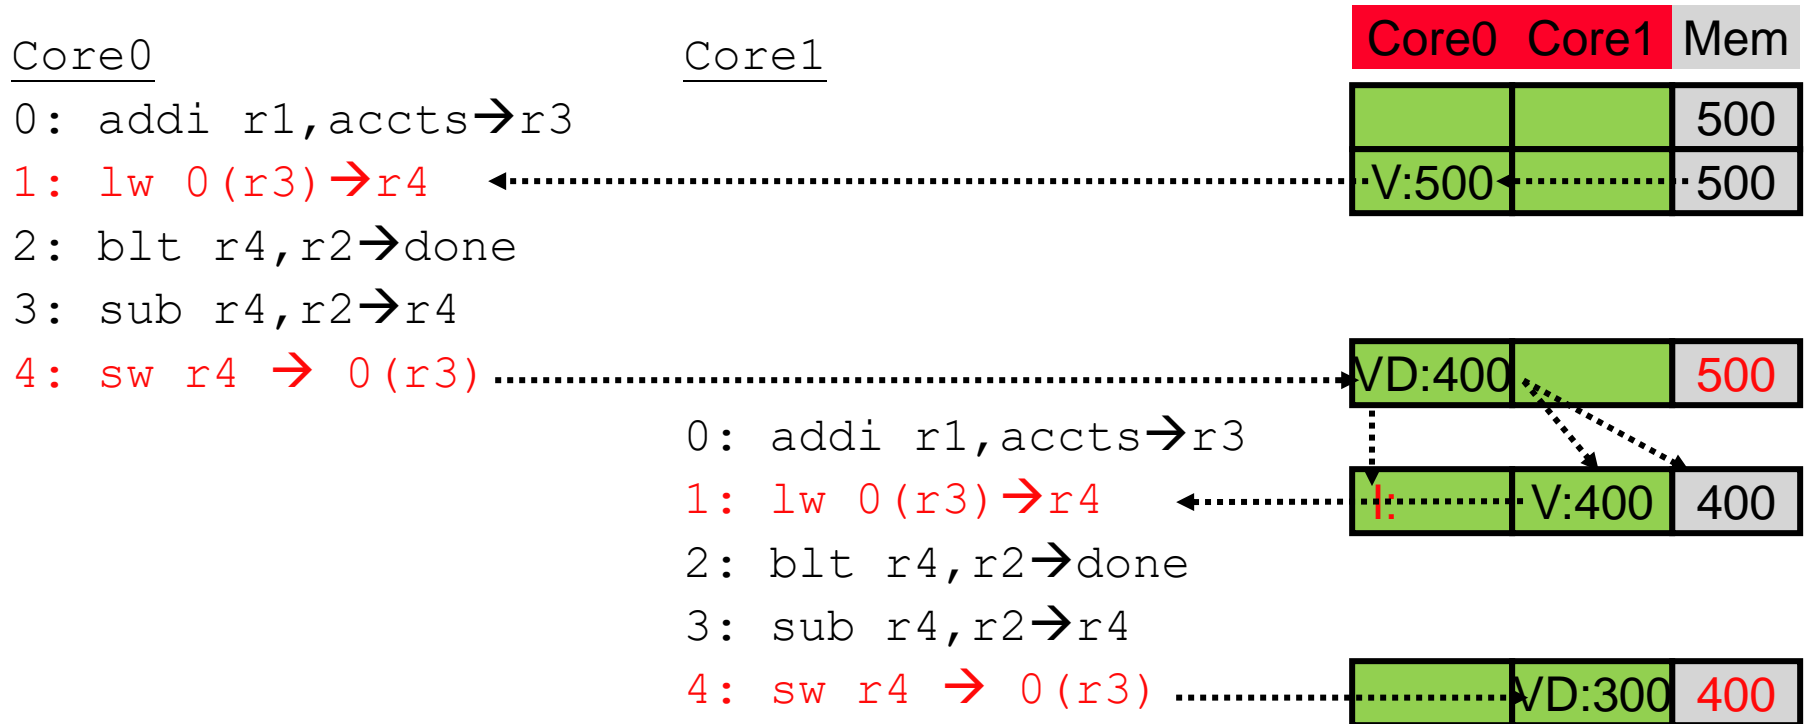 Core0 Core1 Core0 Core1 Mem
0: addi r1,accts→r3 500
1: lw 0(r3)→r4 V:500 500
2: blt r4,r2→done
3: sub r4,r2→r4
4: sw r4 → 0(r3) VD:400 500
0: addi r1,accts→r3
1: lw 0(r3)→r4 I: V:400 400
2: blt r4,r2→done
3: sub r4,r2→r4
4: sw r4 → 0(r3) VD:300 400